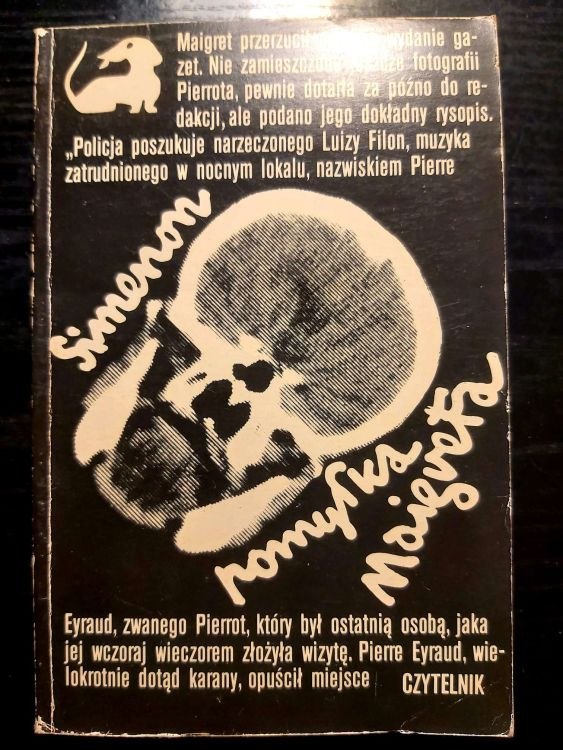 Maigret przerzucił wydanie ga-
zet. Nie zamieszczono jeszcze fotografii
Pierrota, pewnie dotarła za późno do re-
dakcji, ale podano jego dokładny rysopis.
„Policja poszukuje narzeczonego Luizy Filon, muzyka
zatrudnionego w nocnym lokalu, nazwiskiem Pierre
Simenon
pomyłka
Maigreta
Eyraud, zwanego Pierrot, który był ostatnią osobą, jaka
jej wczoraj wieczorem złożyła wizytę. Pierre Eyraud, wie-
lokrotnie dotąd karany, opuścił miejsce
CZYTELNIK